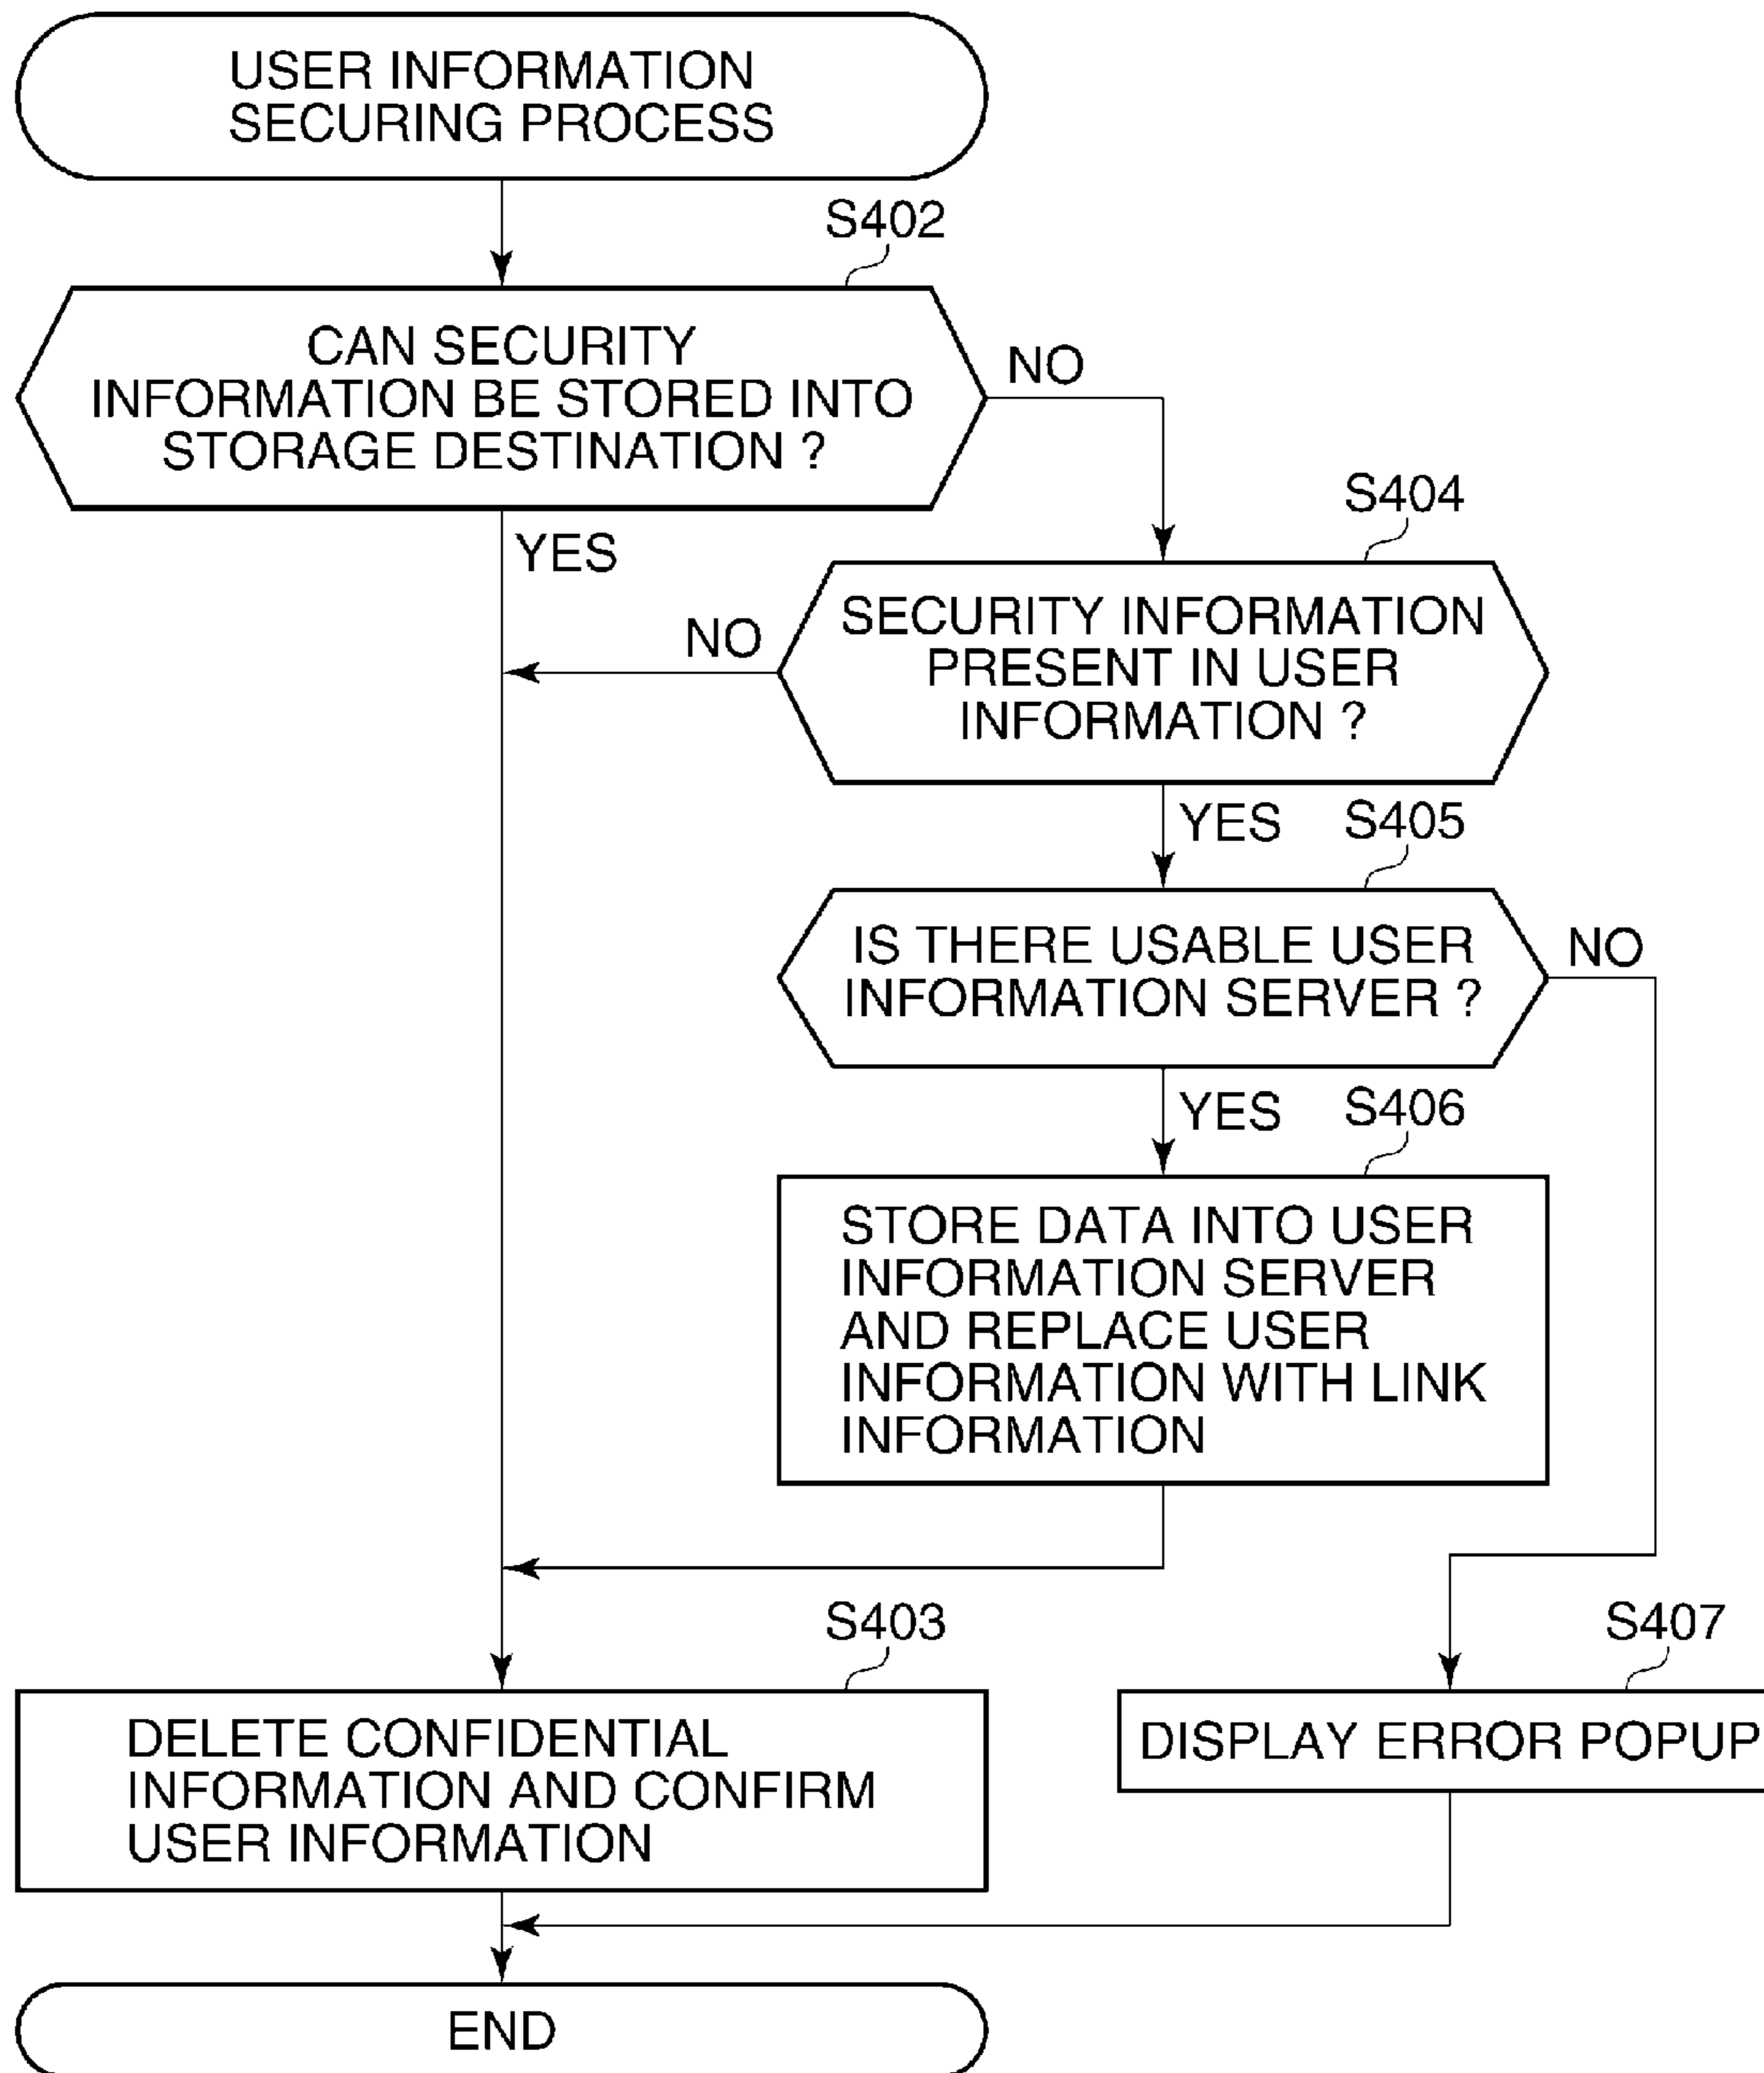 USER INFORMATION
SECURING PROCESS
S402
CAN SECURITY
INFORMATION BE STORED INTO
STORAGE DESTINATION ?
NO
YES
S404
SECURITY INFORMATION
PRESENT IN USER
INFORMATION ?
NO
YES
S405
IS THERE USABLE USER
INFORMATION SERVER ?
NO
YES
S406
STORE DATA INTO USER
INFORMATION SERVER
AND REPLACE USER
INFORMATION WITH LINK
INFORMATION
S403
DELETE CONFIDENTIAL
INFORMATION AND CONFIRM
USER INFORMATION
S407
DISPLAY ERROR POPUP
END